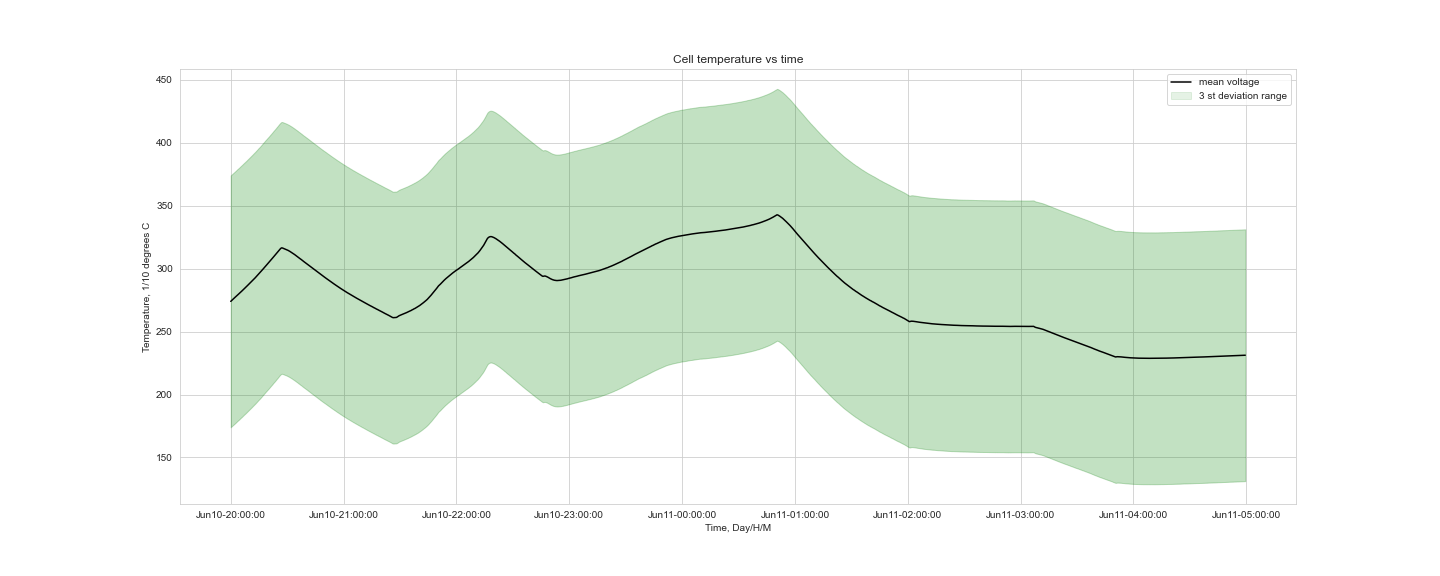 Cell temperature vs time
mean voltage
3 st deviation range
Temperature, 1/10 degrees C
450
400
350
300
250
200
150
Jun10-20:00:00 Jun10-21:00:00 Jun10-22:00:00 Jun10-23:00:00 Jun11-00:00:00 Jun11-01:00:00 Jun11-02:00:00 Jun11-03:00:00 Jun11-04:00:00 Jun11-05:00:00
Time, Day/H/M